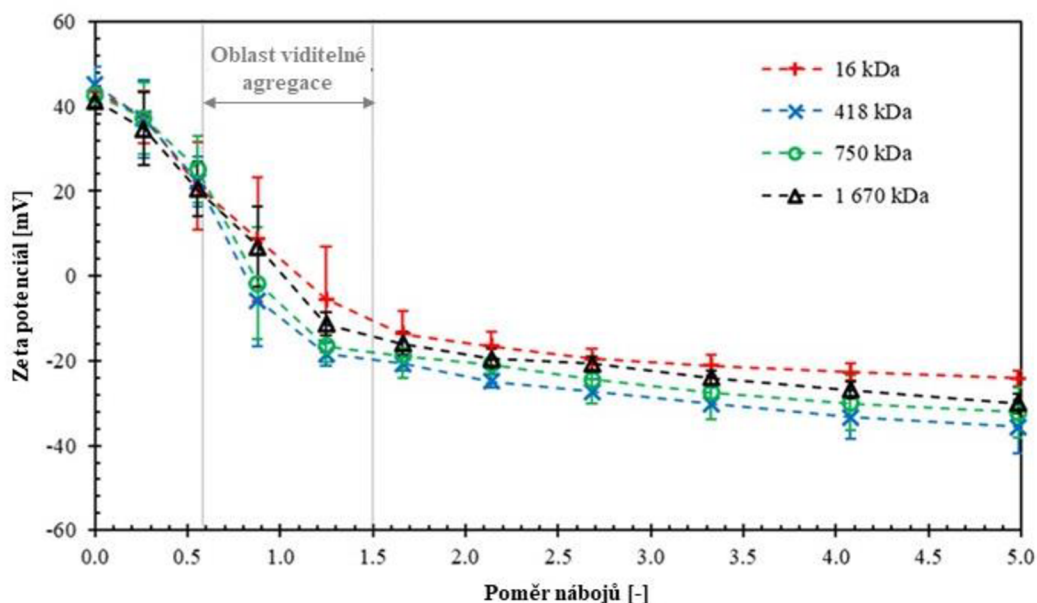 Oblast viditelné
agregace
16 kDa
418 kDa
750 kDa
1 670 kDa
Zeta potenciál [mV]
60
40
20
0
-20
-40
-60
0.0 0.5 1.0 1.5 2.0 2.5 3.0 3.5 4.0 4.5 5.0
Poměr nábojů [-]